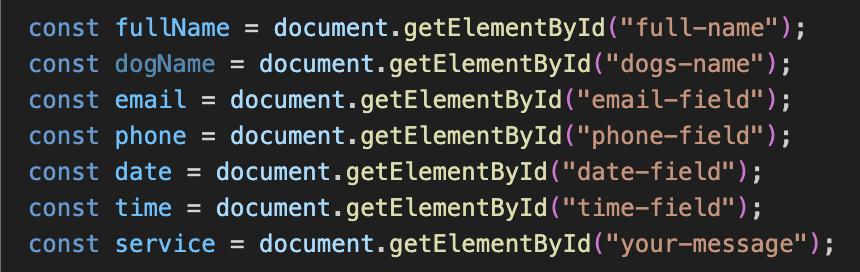 const fullName = document.getElementById("full-name");
const dogName = document.getElementById("dogs-name");
const email = document.getElementById("email-field");
const phone = document.getElementById("phone-field");
const date = document.getElementById("date-field");
const time = document.getElementById("time-field");
const service = document.getElementById("your-message");